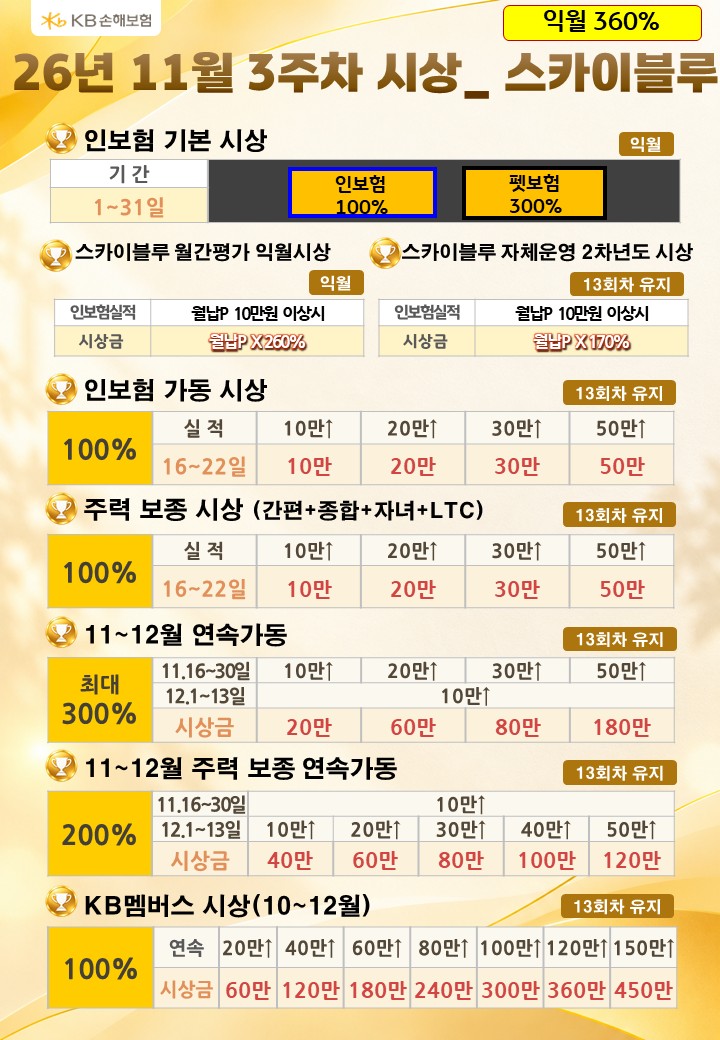 KB손해보험
익월 360%
26년 11월 3주차 시상_ 스카이블루
인보험 기본 시상
익월
기 간
1~31일
인보험
100%
펫보험
300%
스카이블루 월간평가 익월시상
익월
인보험실적 월납P 10만원 이상시
시상금 월납P X 260%
스카이블루 자체운영 2차년도 시상
13회차 유지
인보험실적 월납P 10만원 이상시
시상금 월납P X 170%
인보험 가동 시상
13회차 유지
100%
실 적 10만↑ 20만↑ 30만↑ 50만↑
16~22일 10만 20만 30만 50만
주력 보종 시상 (간편+종합+자녀+LTC)
13회차 유지
100%
실 적 10만↑ 20만↑ 30만↑ 50만↑
16~22일 10만 20만 30만 50만
11~12월 연속가동
13회차 유지
최대
300%
11.16~30일 10만↑ 20만↑ 30만↑ 50만↑
12.1~13일 10만↑
시상금 20만 60만 80만 180만
11~12월 주력 보종 연속가동
13회차 유지
200%
11.16~30일 10만↑
12.1~13일 10만↑ 20만↑ 30만↑ 40만↑ 50만↑
시상금 40만 60만 80만 100만 120만
KB멤버스 시상(10~12월)
13회차 유지
100%
연속 20만↑ 40만↑ 60만↑ 80만↑ 100만↑ 120만↑ 150만↑
시상금 60만 120만 180만 240만 300만 360만 450만